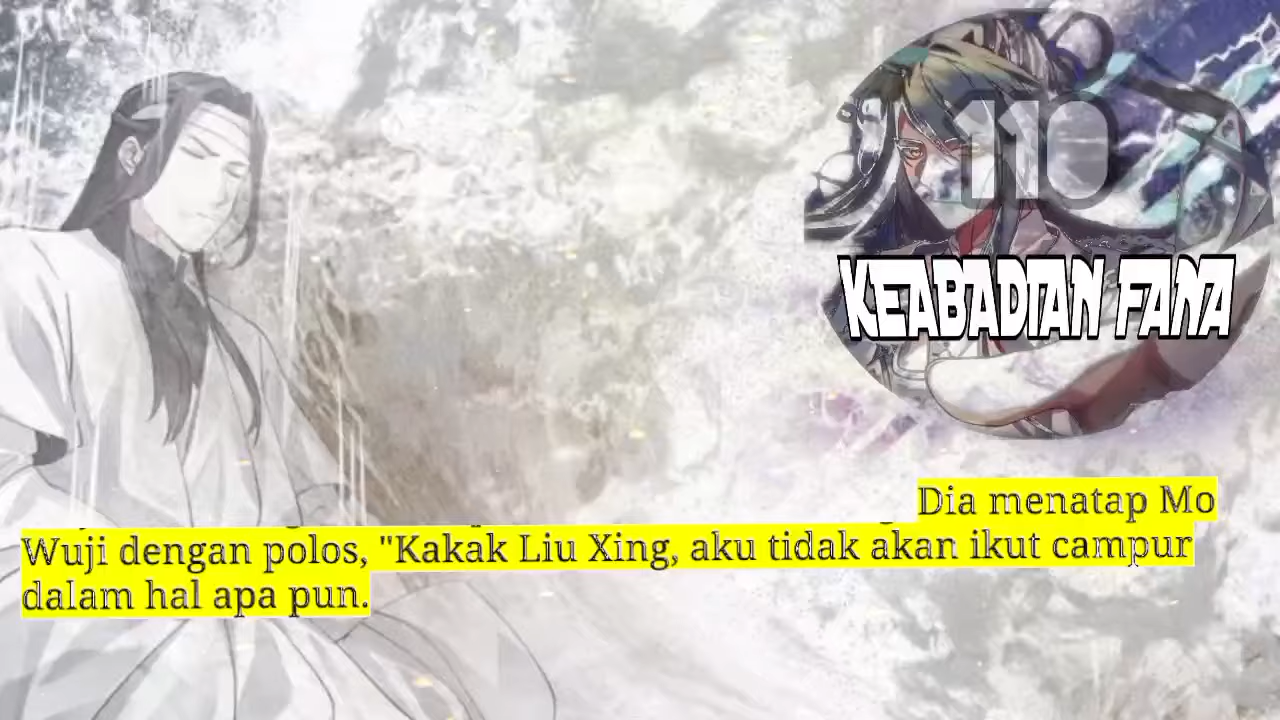 110
KEABADIAN FANA
Dia menatap Mo
Wuji dengan polos, "Kakak Liu Xing, aku tidak akan ikut campur
dalam hal apa pun.